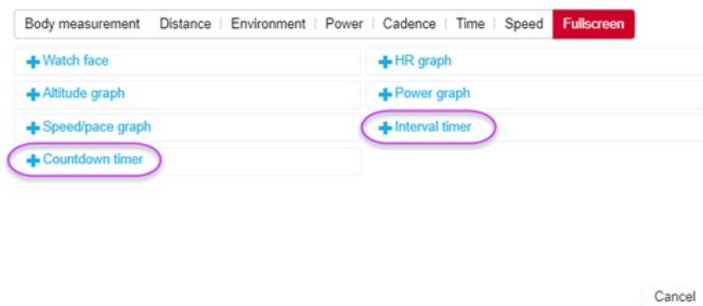 Body measurement Distance Environment Power Cadence Time Speed Fullscreen
Watch face HR graph
Altitude graph Power graph
Speed/pace graph Interval timer
Countdown timer
Cancel